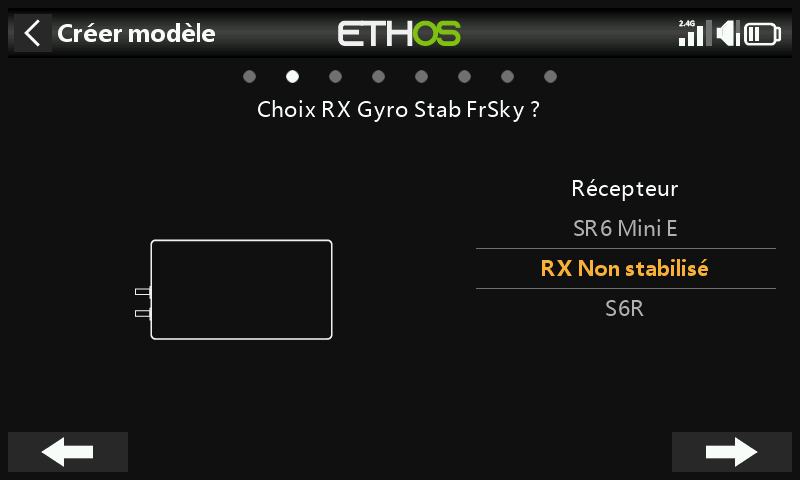 Créer modèle
ETHOS
2.4G
Choix RX Gyro Stab FrSky ?
Récepteur
SR6 Mini E
RX Non stabilisé
S6R